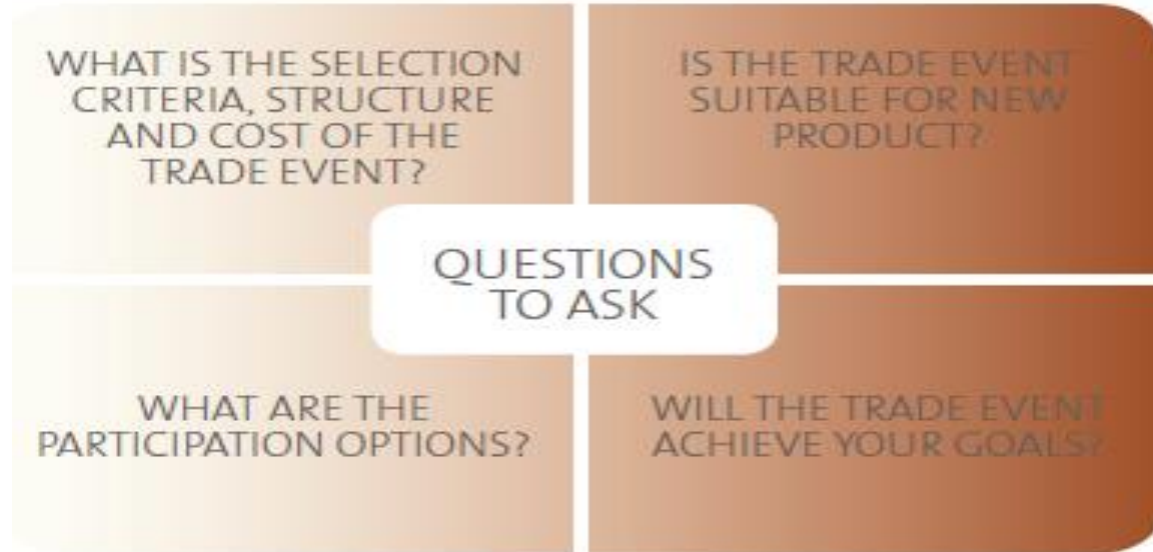 WHAT IS THE SELECTION
CRITERIA, STRUCTURE
AND COST OF THE
TRADE EVENT?
IS THE TRADE EVENT
SUITABLE FOR NEW
PRODUCT?
QUESTIONS
TO ASK
WHAT ARE THE
PARTICIPATION OPTIONS?
WILL THE TRADE EVENT
ACHIEVE YOUR GOALS?